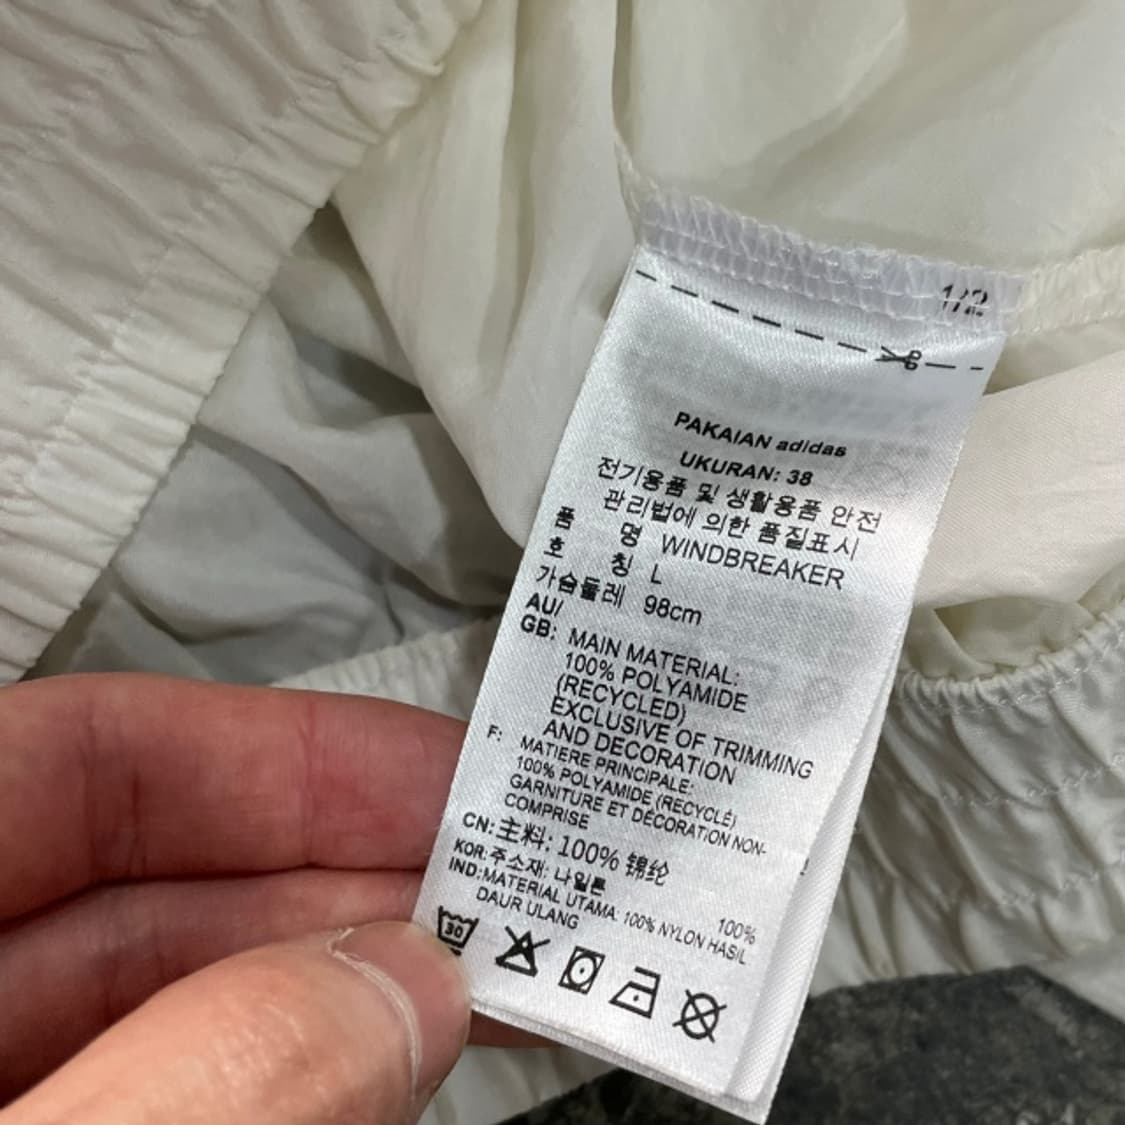 1/2
PAKAIAN adidas
UKURAN: 38
전기용품 및 생활용품 안전
관리법에 의한 품질표시
품 명 WINDBREAKER
호 칭 L
가슴둘레 98cm
AU/
GB: MAIN MATERIAL:
100% POLYAMIDE
(RECYCLED)
EXCLUSIVE OF TRIMMING
AND DECORATION
F: MATIERE PRINCIPALE:
100% POLYAMIDE (RECYCLÉ)
GARNITURE ET DÉCORATION NON-
COMPRISE
CN: 主料: 100% 锦纶
KOR: 주소재: 나일론 100%
IND: MATERIAL UTAMA: 100% NYLON HASIL
DAUR ULANG
30